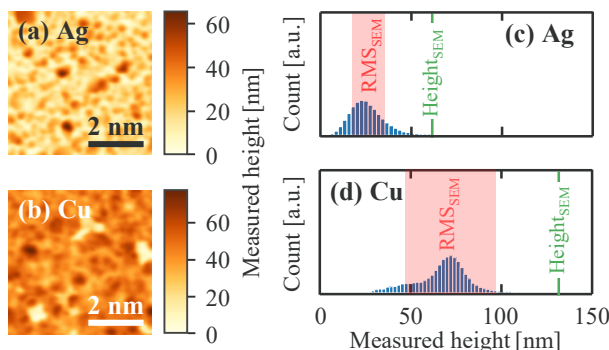 (a) Ag
2 nm
60
40
20
0
(b) Cu
2 nm
60
40
20
0
Measured height [nm]
(c) Ag
Count [a.u.]
RMS_SEM
Height_SEM
(d) Cu
Count [a.u.]
RMS_SEM
Height_SEM
0 50 100 150
Measured height [nm]